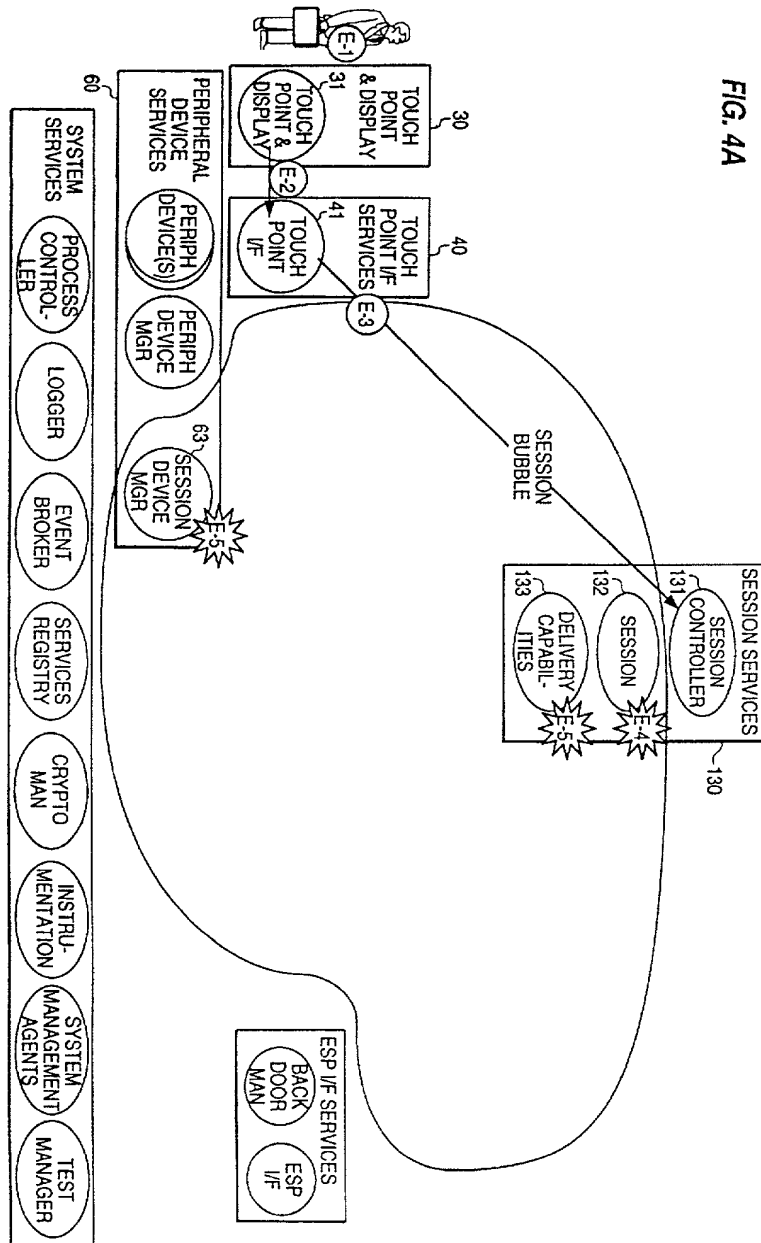 FIG. 4A
E-1
30
TOUCH
POINT
& DISPLAY
31
TOUCH
POINT &
DISPLAY
E-2
40
TOUCH
POINT I/F
SERVICES
41
TOUCH
POINT
I/F
E-3
SESSION
BUBBLE
SESSION SERVICES
131
SESSION
CONTROLLER
132
SESSION
E-4
133
DELIVERY
CAPABIL-
ITIES
E-5
130
60
PERIPHERAL
DEVICE
SERVICES
PERIPH
DEVICE(S)
PERIPH
DEVICE
MGR
63
SESSION
DEVICE
MGR
E-5
ESP I/F SERVICES
BACK
DOOR
MAN
ESP
I/F
SYSTEM
SERVICES
PROCESS
CONTROL-
LER
LOGGER
EVENT
BROKER
SERVICES
REGISTRY
CRYPTO
MAN
INSTRU-
MENTATION
SYSTEM
MANAGEMENT
AGENTS
TEST
MANAGER